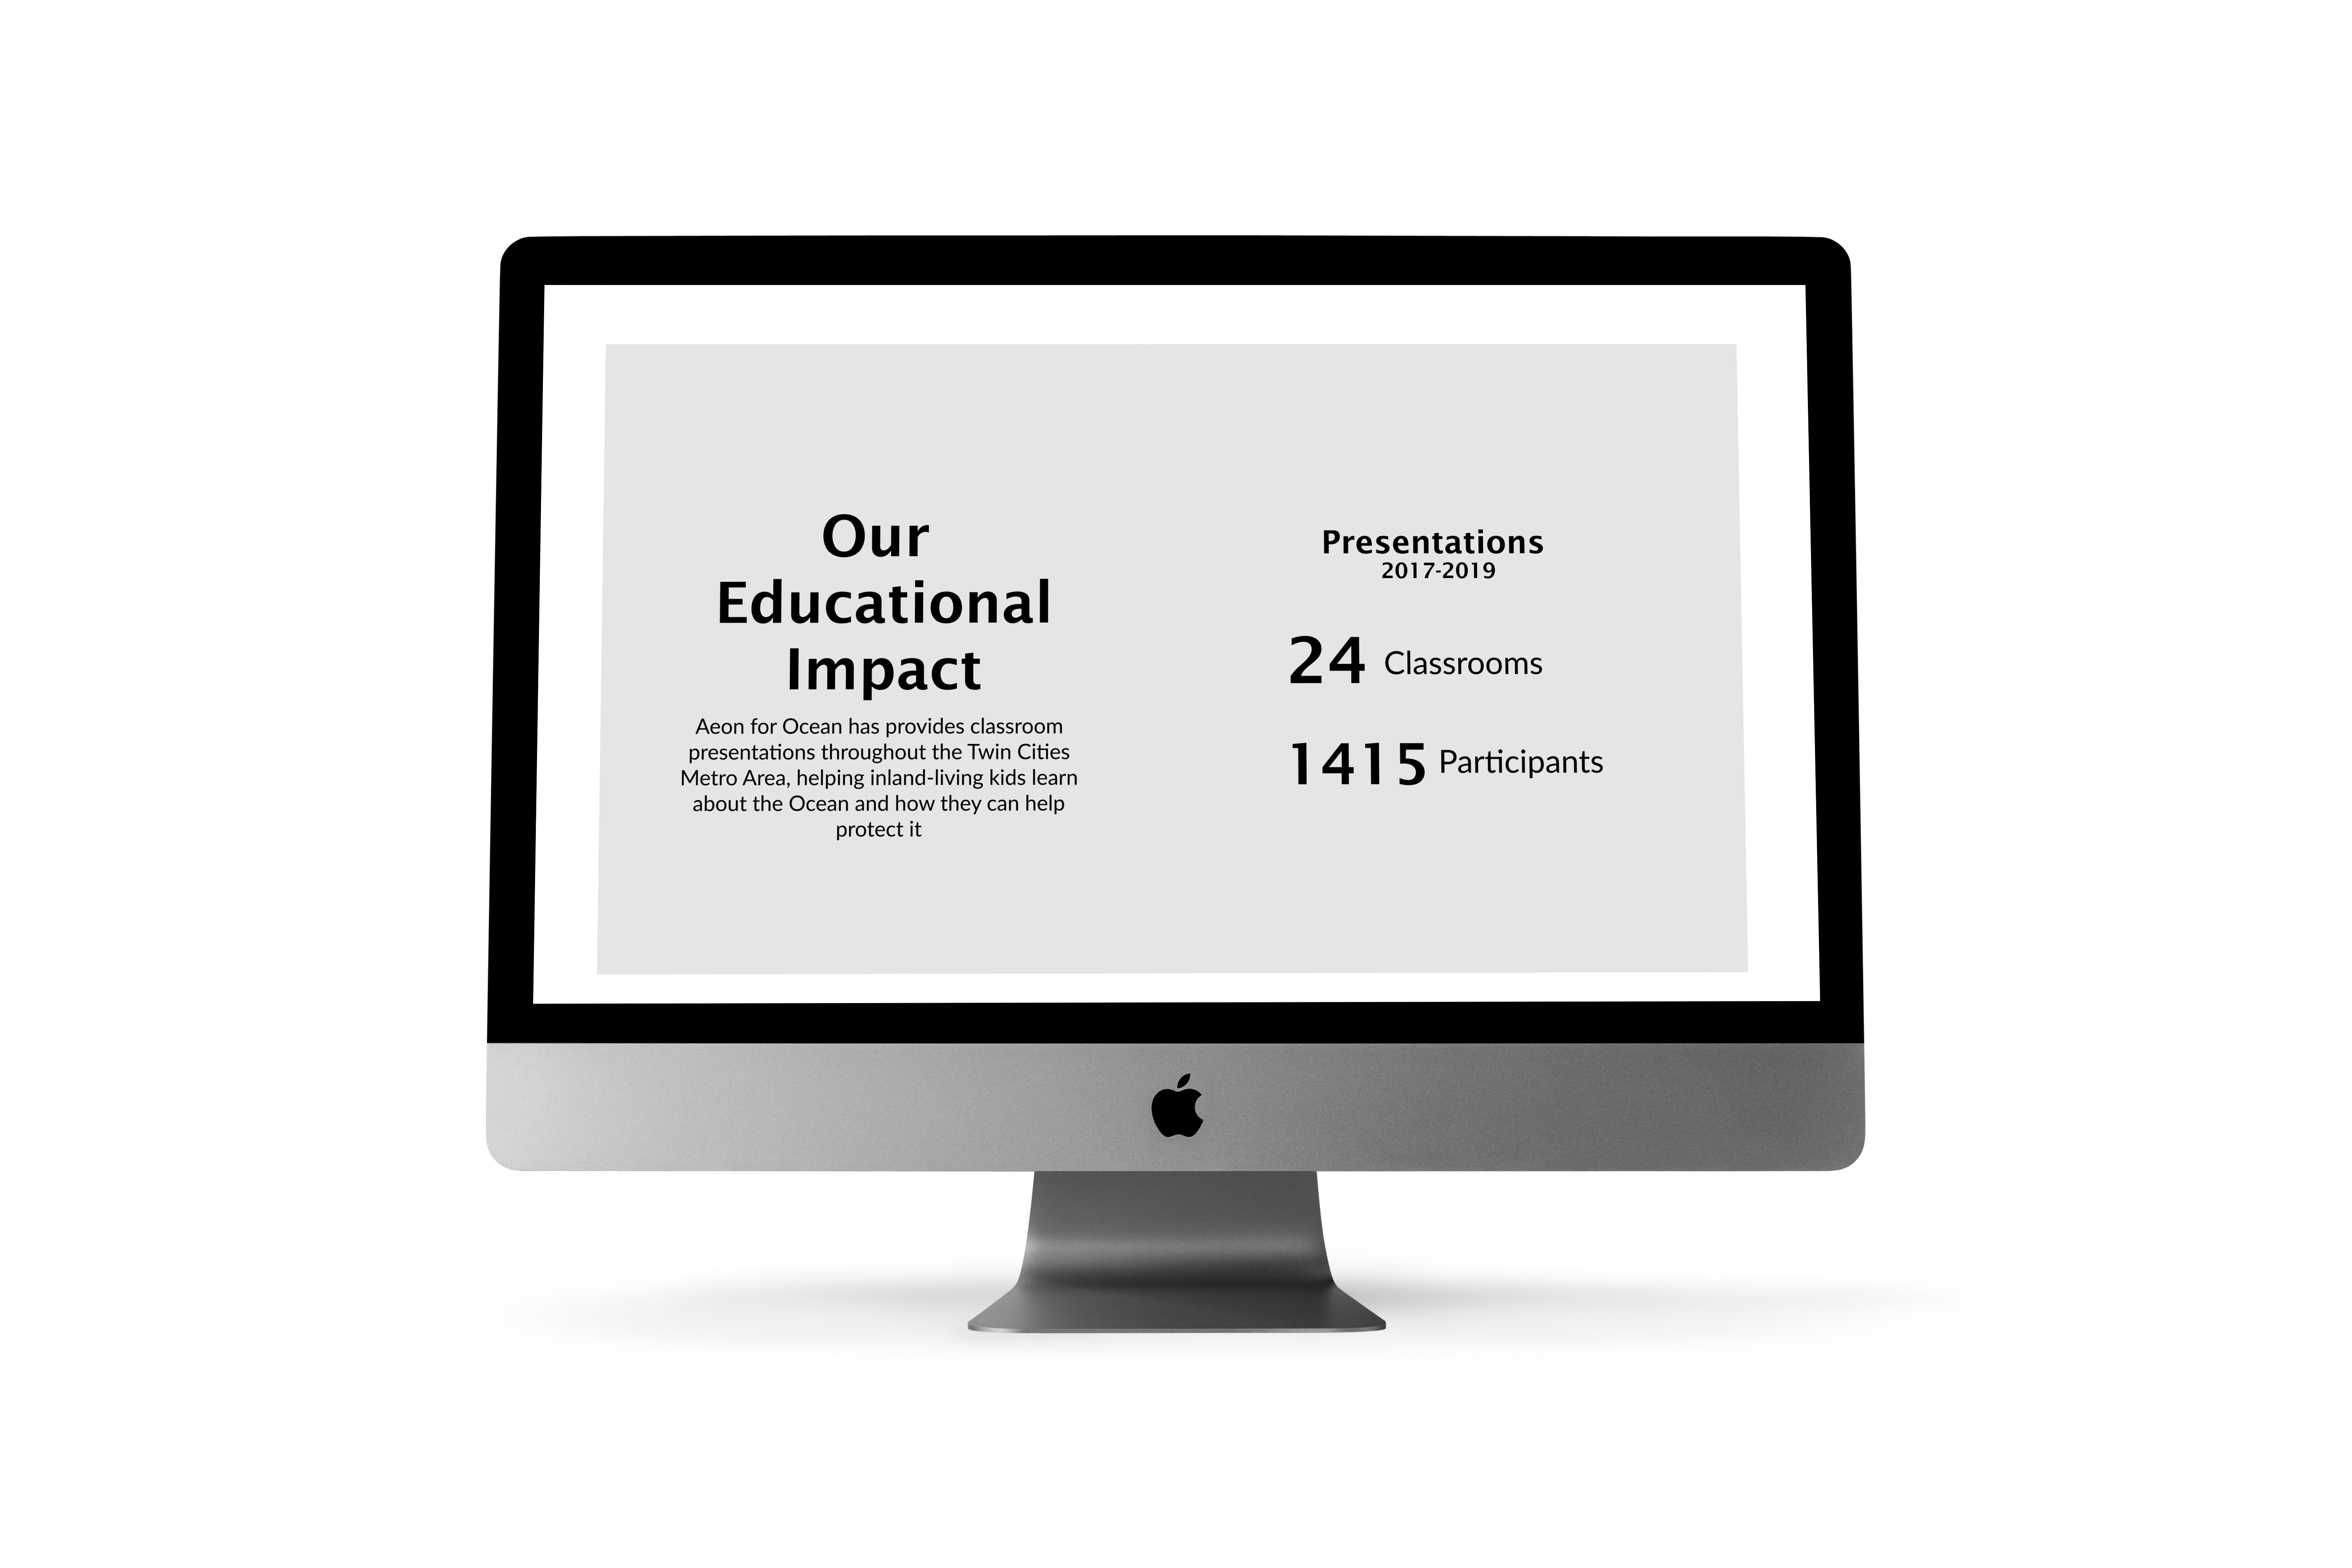 Our
Educational
Impact
Aeon for Ocean has provides classroom
presentations throughout the Twin Cities
Metro Area, helping inland-living kids learn
about the Ocean and how they can help
protect it
Presentations
2017-2019
24 Classrooms
1415 Participants